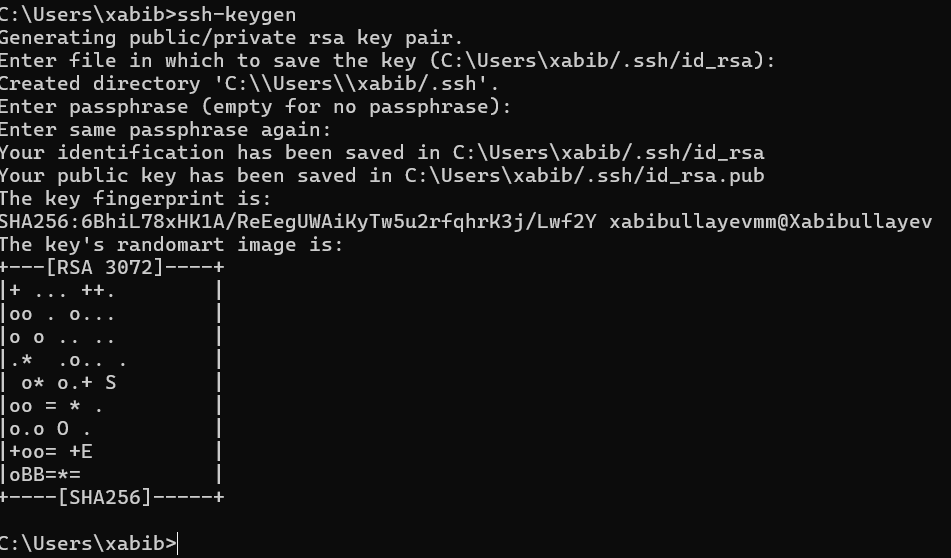 C:\Users\xabib>ssh-keygen
Generating public/private rsa key pair.
Enter file in which to save the key (C:\Users\xabib/.ssh/id_rsa):
Created directory 'C:\\Users\\xabib/.ssh'.
Enter passphrase (empty for no passphrase):
Enter same passphrase again:
Your identification has been saved in C:\Users\xabib/.ssh/id_rsa
Your public key has been saved in C:\Users\xabib/.ssh/id_rsa.pub
The key fingerprint is:
SHA256:6BhiL78xHK1A/ReEegUWAiKyTw5u2rfqhrK3j/Lwf2Y xabibullayevmm@Xabibullayev
The key's randomart image is:
+---[RSA 3072]----+
|+ ... ++.        |
|oo . o...        |
|o o .. ..        |
|.*  .o.. .       |
| o* o.+ S        |
|oo = * .         |
|o.o O .          |
|+oo= +E          |
|oBB=*=           |
+----[SHA256]-----+
C:\Users\xabib>